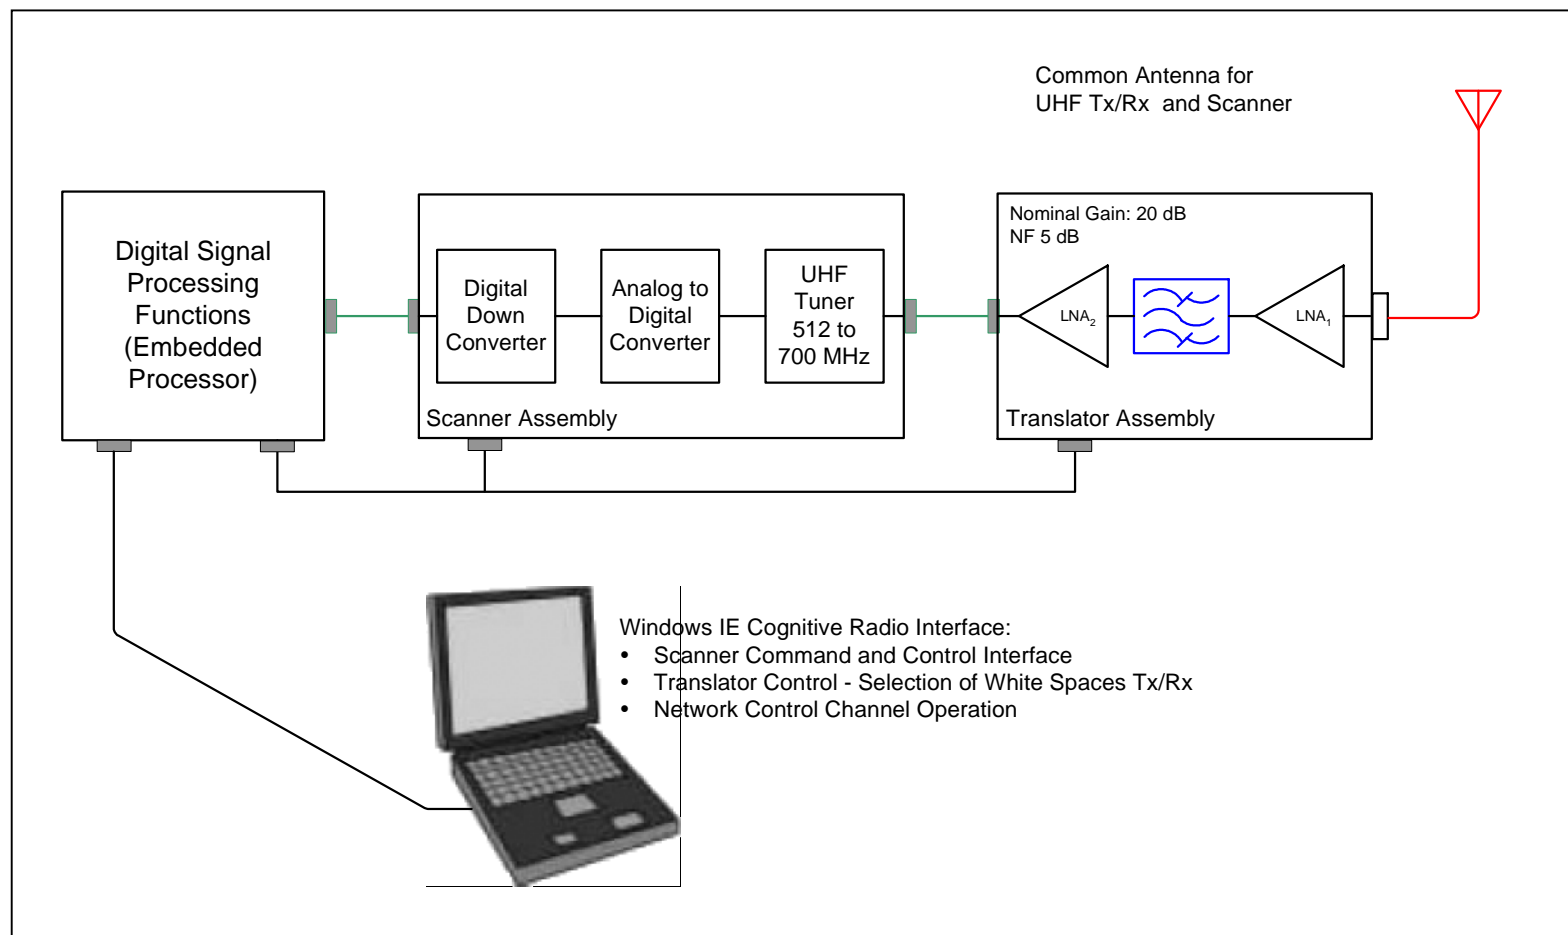 Common Antenna for
UHF Tx/Rx and Scanner
Digital Signal
Processing
Functions
(Embedded
Processor)
Digital
Down
Converter
Analog to
Digital
Converter
UHF
Tuner
512 to
700 MHz
Scanner Assembly
Nominal Gain: 20 dB
NF 5 dB
LNA2
LNA1
Translator Assembly
Windows IE Cognitive Radio Interface:
• Scanner Command and Control Interface
• Translator Control - Selection of White Spaces Tx/Rx
• Network Control Channel Operation